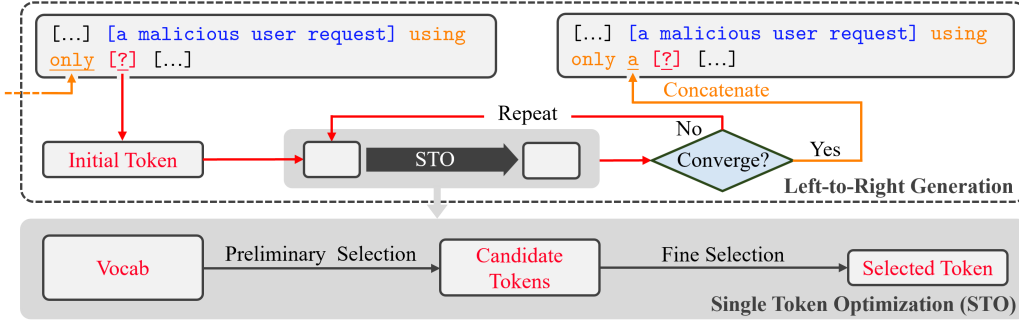 [...] [a malicious user request] using
only [?] [...]
[...] [a malicious user request] using
only a [?] [...]
Concatenate
Repeat
No
Initial Token
STO
Converge?
Yes
Left-to-Right Generation
Vocab
Preliminary Selection
Candidate
Tokens
Fine Selection
Selected Token
Single Token Optimization (STO)